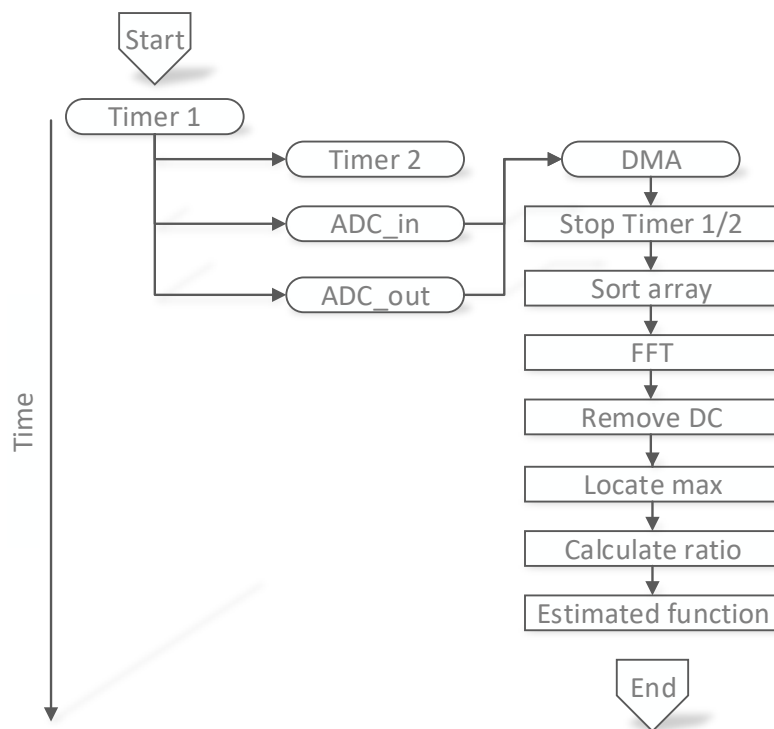 Start
Timer 1
Timer 2
DMA
ADC_in
Stop Timer 1/2
ADC_out
Sort array
FFT
Time
Remove DC
Locate max
Calculate ratio
Estimated function
End